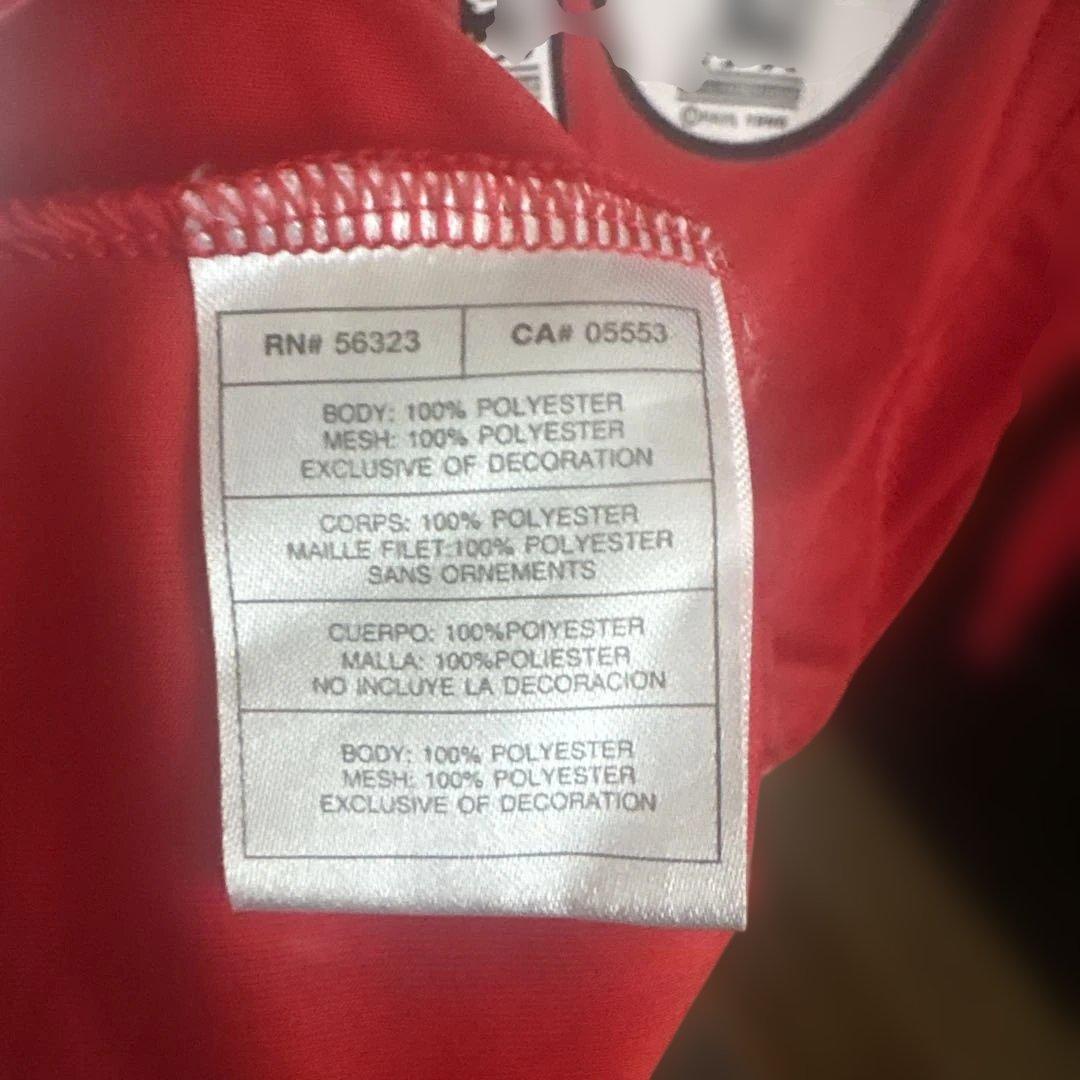 RN# 56323
CA# 05553
BODY: 100% POLYESTER
MESH: 100% POLYESTER
EXCLUSIVE OF DECORATION
CORPS: 100% POLYESTER
MAILLE FILET:100% POLYESTER
SANS ORNEMENTS
CUERPO: 100%POIYESTER
MALLA: 100%POLIESTER
NO INCLUYE LA DECORACION
BODY: 100% POLYESTER
MESH: 100% POLYESTER
EXCLUSIVE OF DECORATION